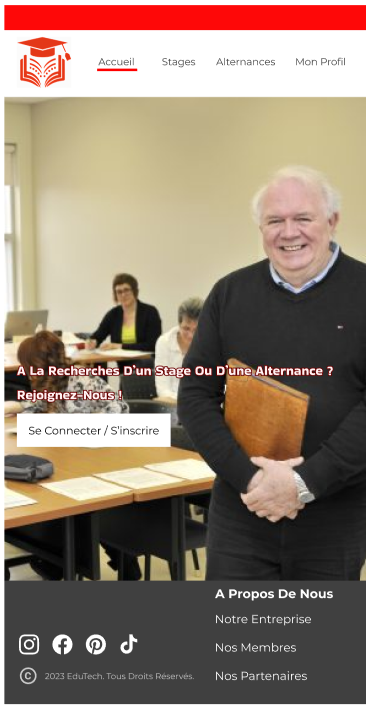 Accueil Stages Alternances Mon Profil
A La Recherches D'un Stage Ou D'une Alternance ?
Rejoignez-Nous !
Se Connecter / S'inscrire
A Propos De Nous
Notre Entreprise
Nos Membres
Nos Partenaires
© 2023 EduTech. Tous Droits Réservés.